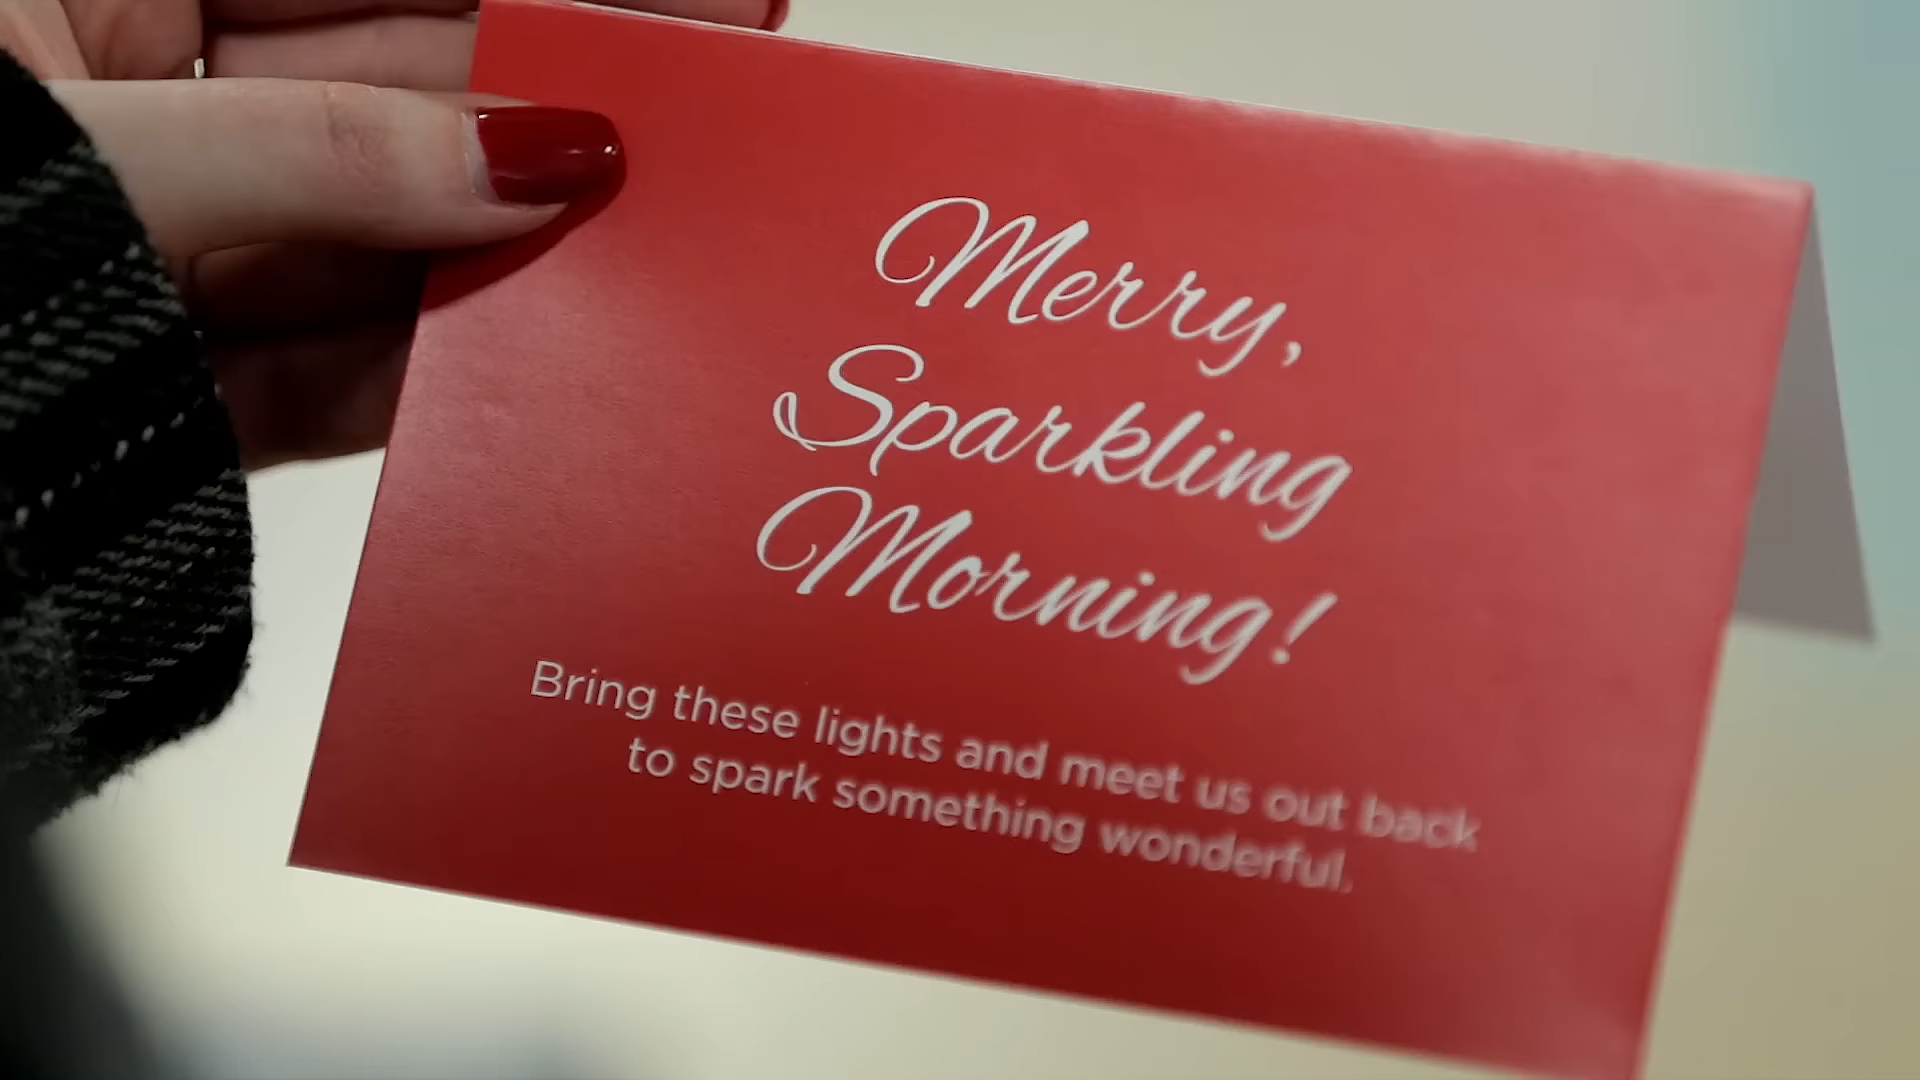 Merry,
Sparkling
Morning!
Bring these lights and meet us out back
to spark something wonderful.